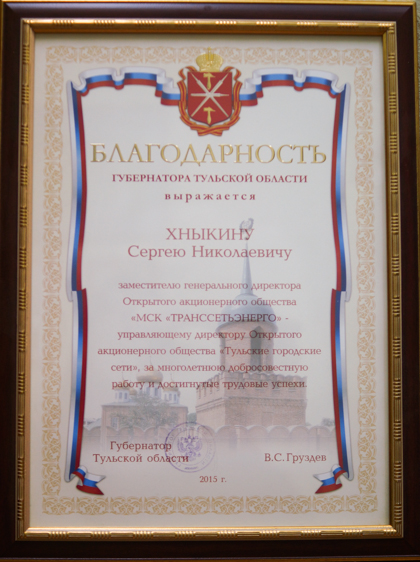 БЛАГОДАРНОСТЬ
ГУБЕРНАТОРА ТУЛЬСКОЙ ОБЛАСТИ
выражается
ХНЫКИНУ
Сергею Николаевичу
заместителю генерального директора
Открытого акционерного общества
«МСК «ТРАНССЕТЬЭНЕРГО» -
управляющему директору Открытого
акционерного общества «Тульские городские
сети», за многолетнюю добросовестную
работу и достигнутые трудовые успехи.
Губернатор
Тульской области
В.С. Груздев
2015 г.